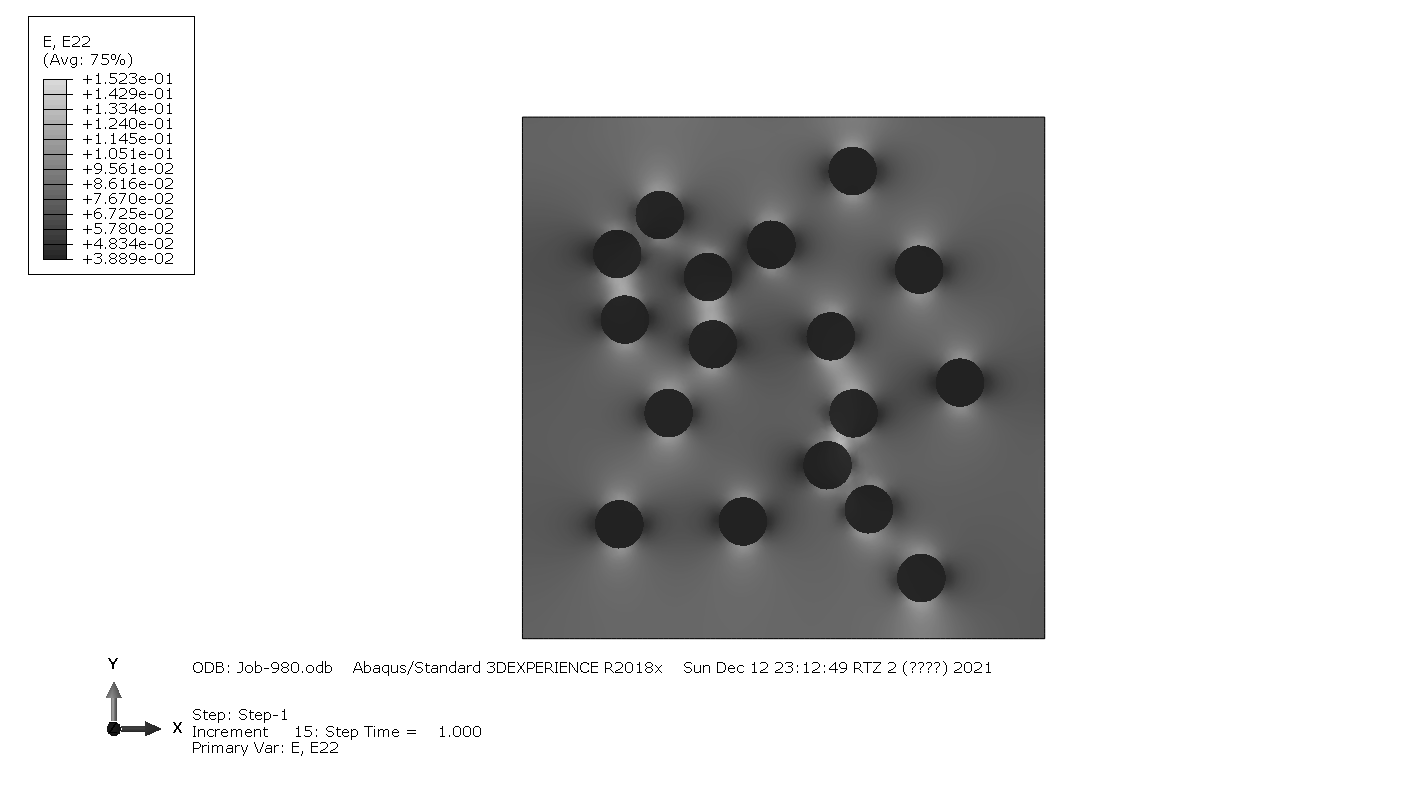 E, E22
(Avg: 75%)
+1.523e-01
+1.429e-01
+1.334e-01
+1.240e-01
+1.145e-01
+1.051e-01
+9.561e-02
+8.616e-02
+7.670e-02
+6.725e-02
+5.780e-02
+4.834e-02
+3.889e-02
Y
X
ODB: Job-980.odb    Abaqus/Standard 3DEXPERIENCE R2018x    Sun Dec 12 23:12:49 RTZ 2 (????) 2021
Step: Step-1
Increment    15: Step Time =    1.000
Primary Var: E, E22